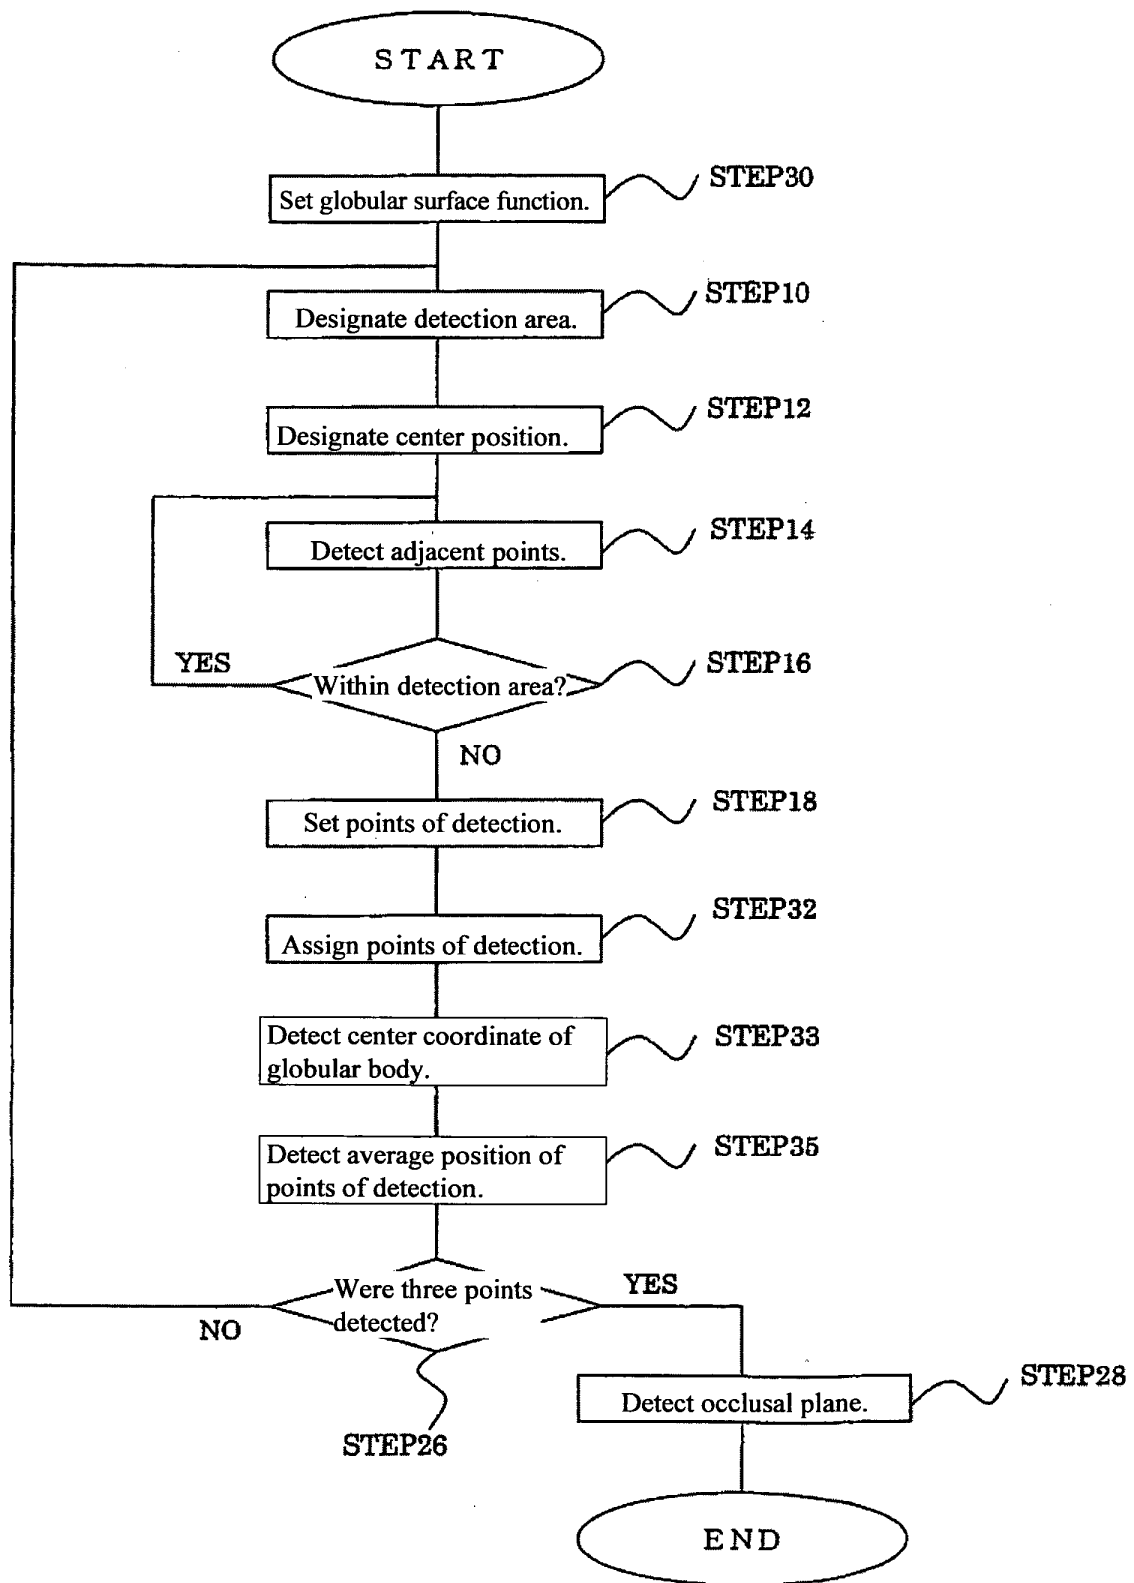 START
STEP30
Set globular surface function.
STEP10
Designate detection area.
STEP12
Designate center position.
STEP14
Detect adjacent points.
YES
STEP16
Within detection area?
NO
STEP18
Set points of detection.
STEP32
Assign points of detection.
STEP33
Detect center coordinate of
globular body.
STEP35
Detect average position of
points of detection.
Were three points
detected?
YES
NO
STEP28
Detect occlusal plane.
STEP26
END